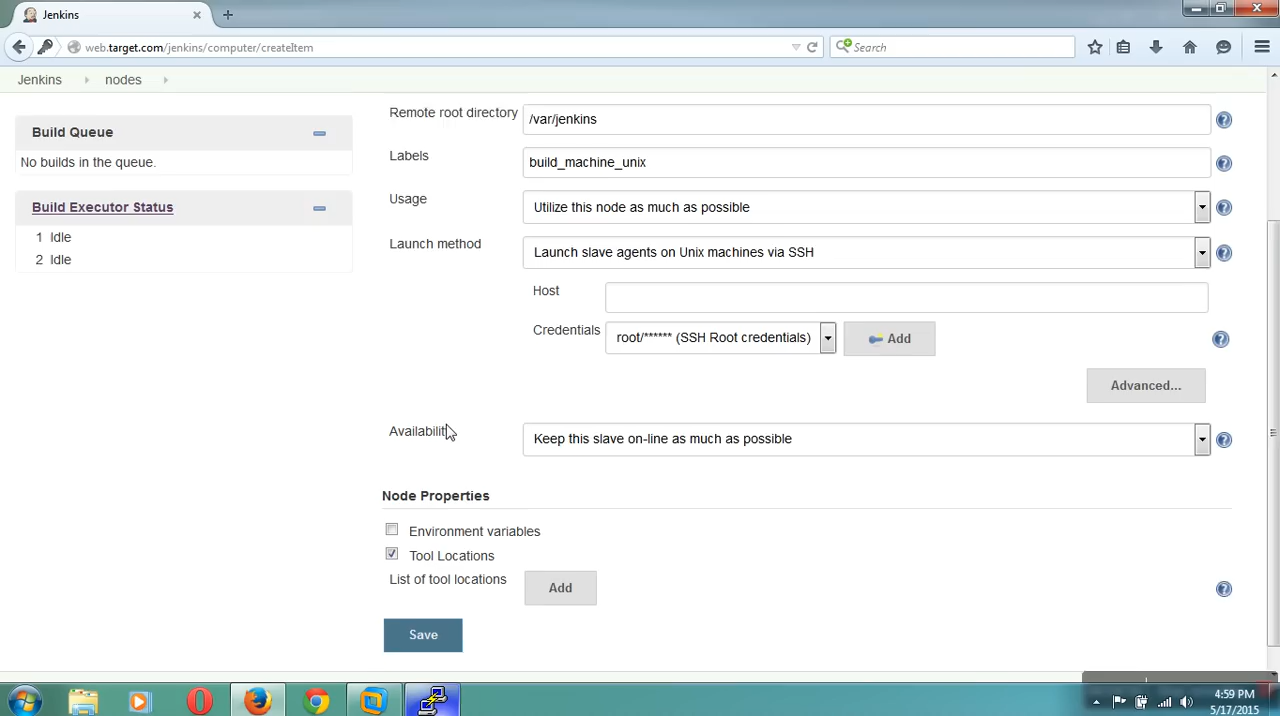 Jenkins
web.target.com/jenkins/computer/createItem
Search
Jenkins
nodes
Remote root directory
/var/jenkins
Build Queue
No builds in the queue.
Labels
build_machine_unix
Build Executor Status
Usage
Utilize this node as much as possible
1 Idle
2 Idle
Launch method
Launch slave agents on Unix machines via SSH
Host
Credentials
root/****** (SSH Root credentials)
Add
Advanced...
Availability
Keep this slave on-line as much as possible
Node Properties
Environment variables
Tool Locations
List of tool locations
Add
Save
4:59 PM
5/17/2015